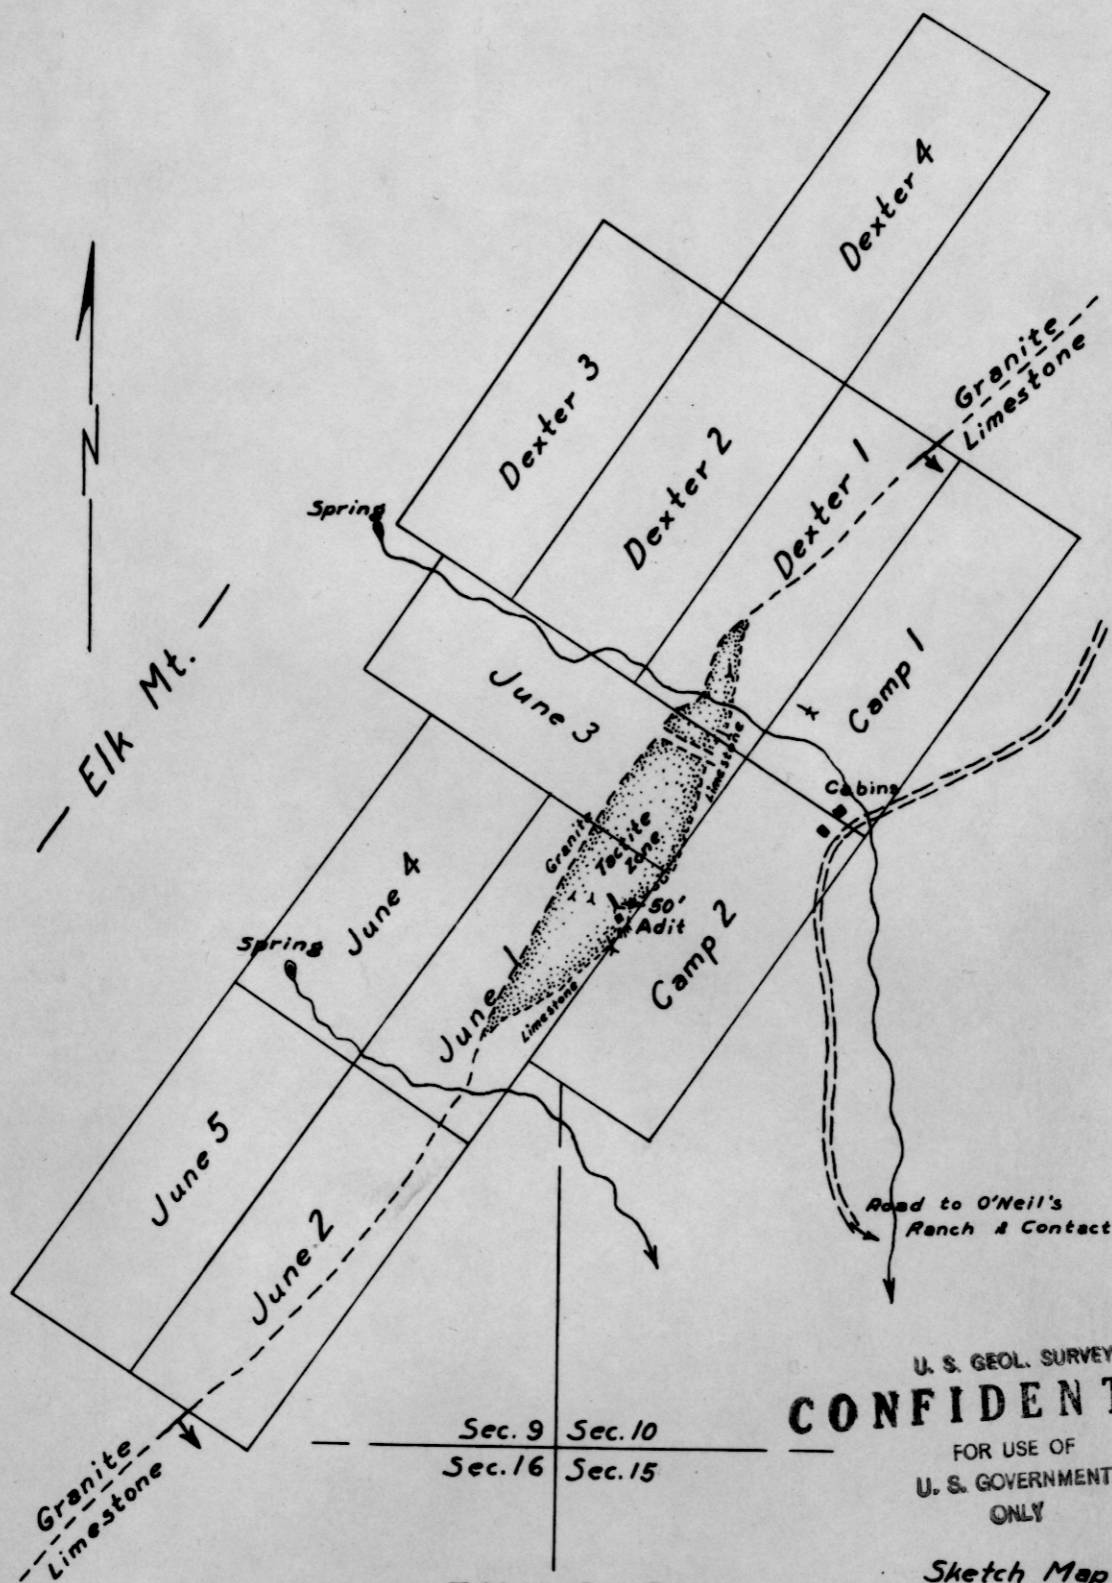 Dexter 4
Granite
Limestone
Dexter 3
Dexter 2
Dexter 1
Spring
N
Elk Mt.
June 3
Camp 1
Limestone
Cabins
Granite
Tactite
Zone
June 4
50'
Adit
Camp 2
Spring
June 1
Limestone
June 5
June 2
Road to O'Neil's
Ranch & Contact
U. S. GEOL. SURVEY
CONFIDENT
FOR USE OF
U. S. GOVERNMENT
ONLY
Sec. 9 Sec. 10
Sec. 16 Sec. 15
Granite
Limestone
Sketch Map